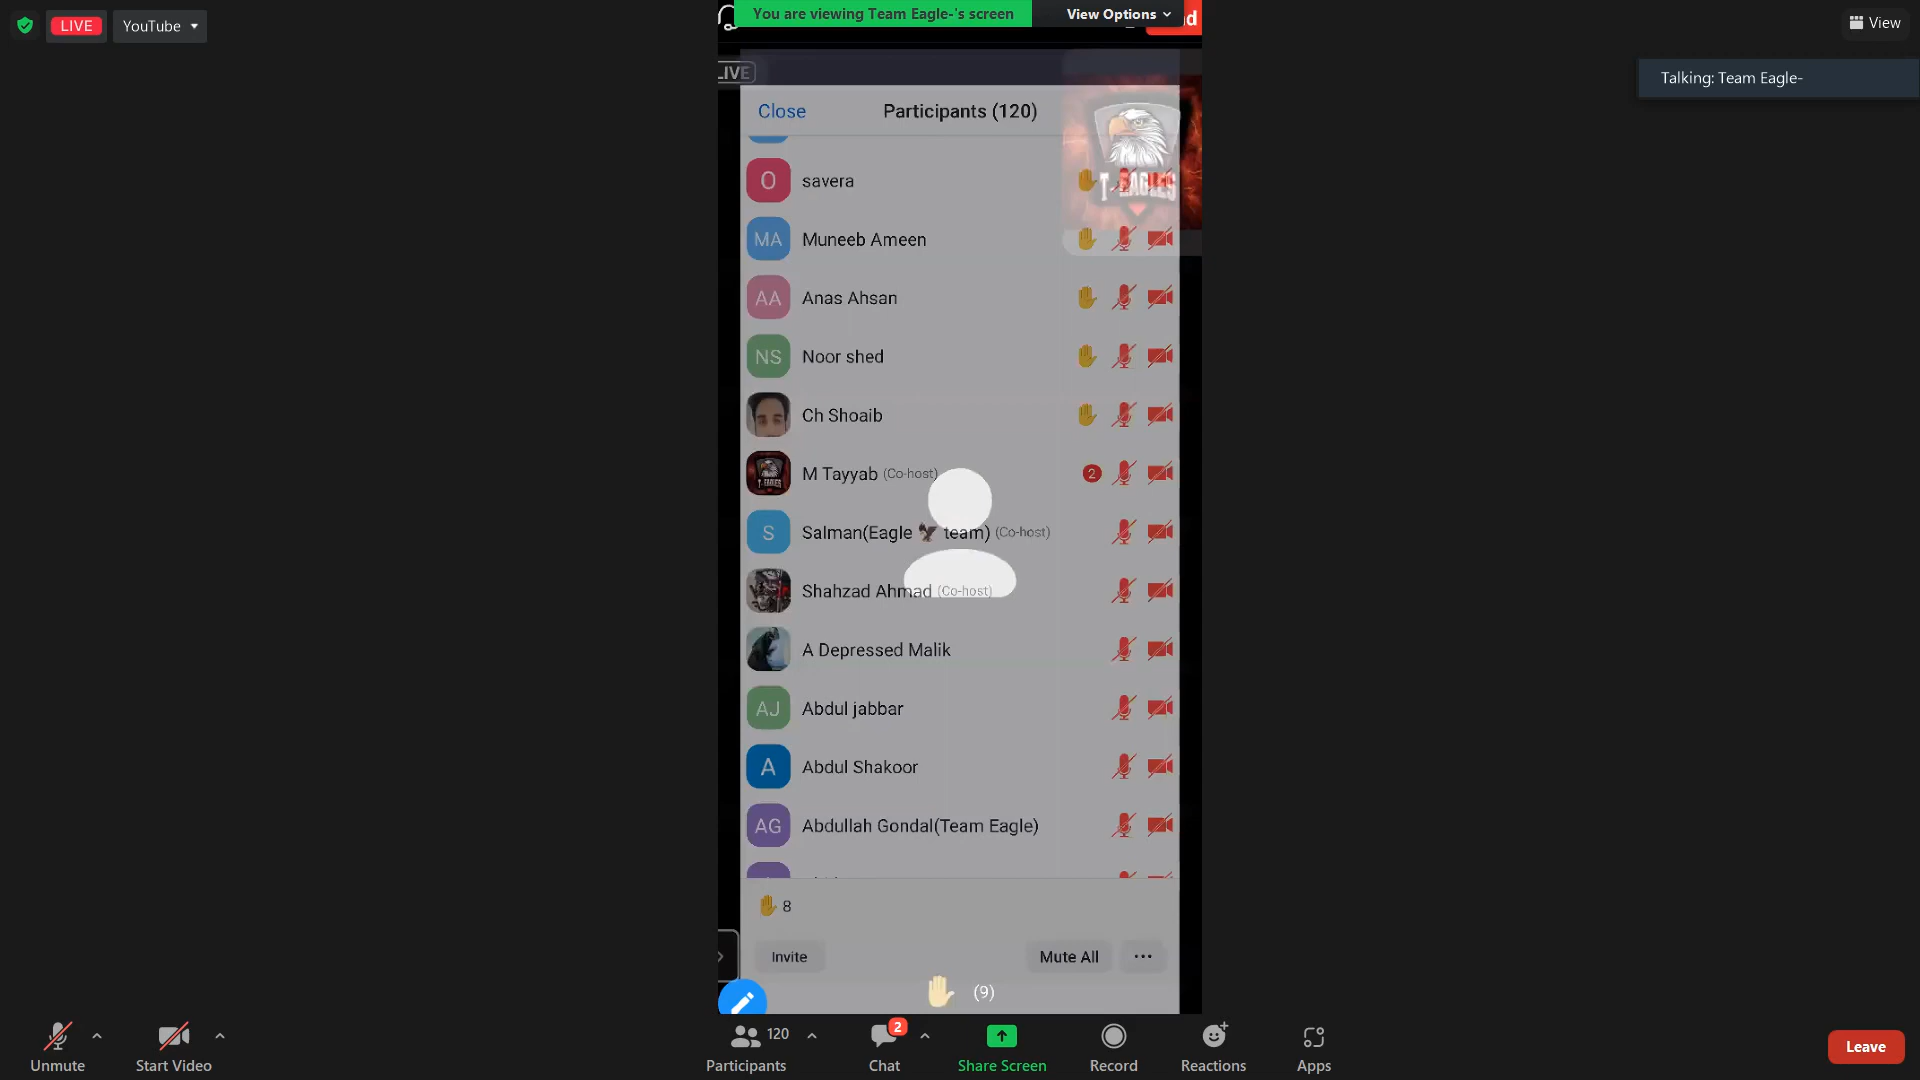 LIVE
YouTube
You are viewing Team Eagle-'s screen
View Options
View
Talking: Team Eagle-
LIVE
Close
Participants (120)
T-EAGLES
O
savera
MA
Muneeb Ameen
AA
Anas Ahsan
NS
Noor shed
Ch Shoaib
M Tayyab (Co-host)
2
S
Salman(Eagle 🦅 team) (Co-host)
Shahzad Ahmad (Co-host)
A Depressed Malik
AJ
Abdul jabbar
A
Abdul Shakoor
AG
Abdullah Gondal(Team Eagle)
✋ 8
Invite
Mute All
...
✋ (9)
Unmute
Start Video
120
Participants
2
Chat
Share Screen
Record
Reactions
Apps
Leave